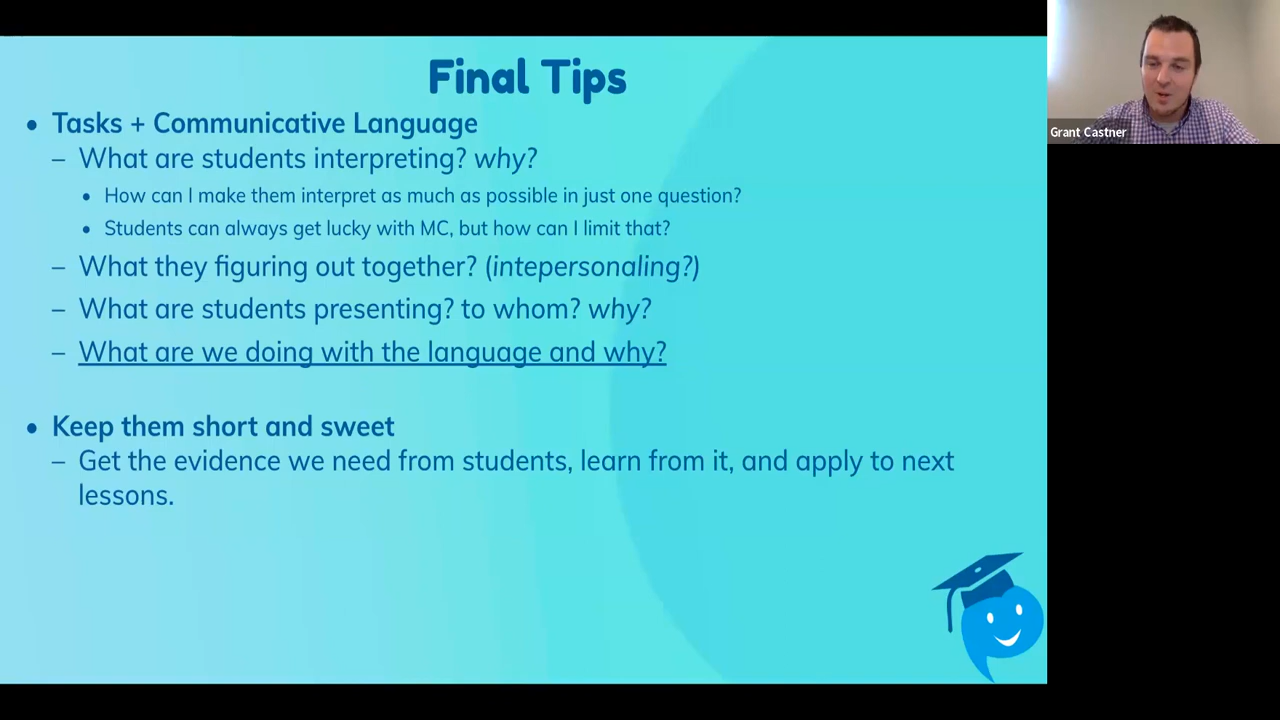 Final Tips
• Tasks + Communicative Language
– What are students interpreting? why?
• How can I make them interpret as much as possible in just one question?
• Students can always get lucky with MC, but how can I limit that?
– What they figuring out together? (intepersonaling?)
– What are students presenting? to whom? why?
– What are we doing with the language and why?
• Keep them short and sweet
– Get the evidence we need from students, learn from it, and apply to next
lessons.
Grant Castner